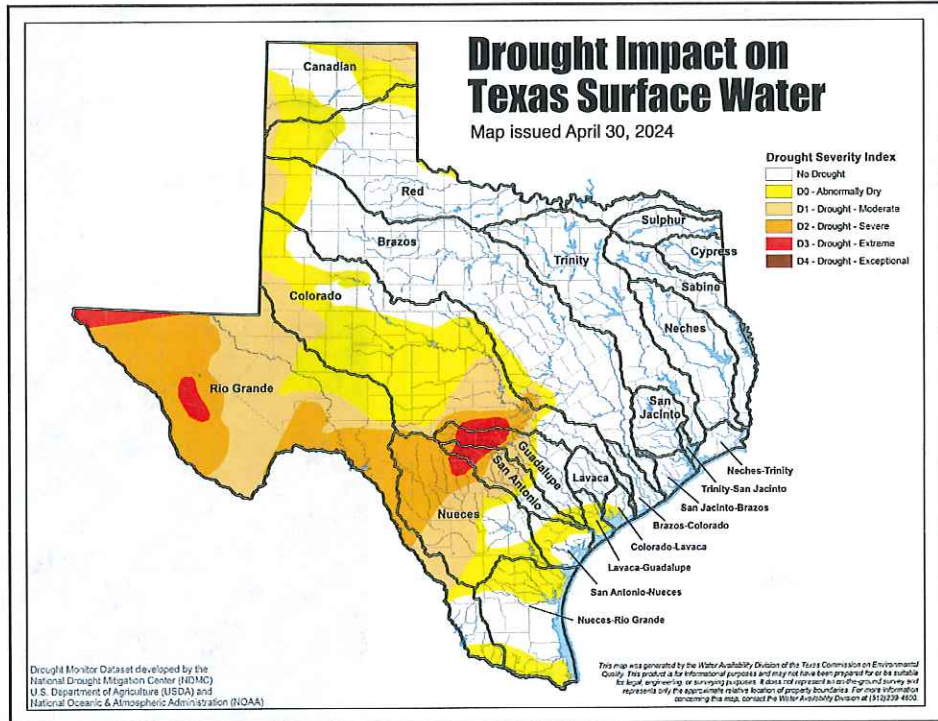 Drought Impact on
Texas Surface Water
Map issued April 30, 2024
Drought Severity Index
No Drought
D0 - Abnormally Dry
D1 - Drought - Moderate
D2 - Drought - Severe
D3 - Drought - Extreme
D4 - Drought - Exceptional
Canadian
Red
Sulphur
Cypress
Brazos
Trinity
Sabine
Colorado
Neches
Rio Grande
San
Jacinto
Guadalupe
San Antonio
Lavaca
Neches-Trinity
Trinity-San Jacinto
San Jacinto-Brazos
Nueces
Brazos-Colorado
Colorado-Lavaca
Lavaca-Guadalupe
San Antonio-Nueces
Nueces-Rio Grande
Drought Monitor Dataset developed by the
National Drought Mitigation Center (NDMC)
U.S. Department of Agriculture (USDA) and
National Oceanic & Atmospheric Administration (NOAA)
This map was generated by the Water Availability Division of the Texas Commission on Environmental
Quality. This product is for informational purposes and may not have been prepared for or be suitable
for legal, engineering, or surveying purposes. It does not represent an on-the-ground survey and
represents only the approximate relative location of property boundaries. For more information
concerning this map, contact the Water Availability Division at (512)239-4600.